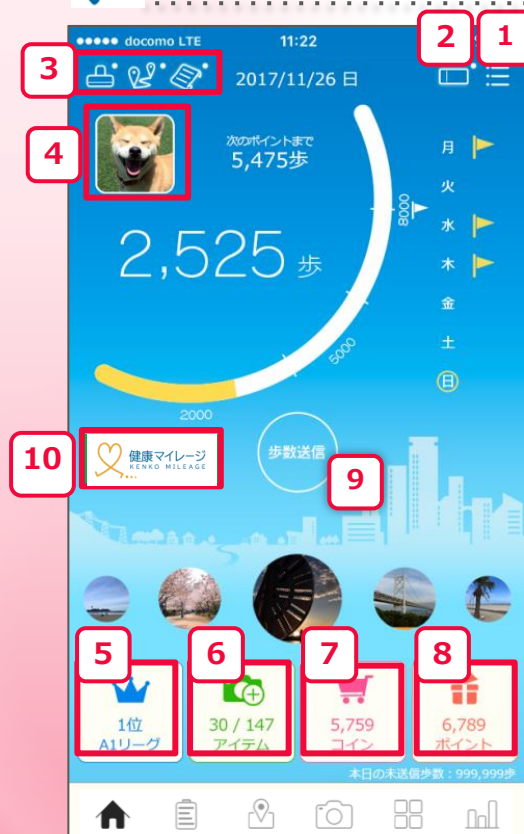 docomo LTE 11:22
2 1
3
2017/11/26 日
4
次のポイントまで
5,475歩
2,525 歩
月
火
水
木
金
土
日
8000
5000
2000
10
健康マイレージ
KENKO MILEAGE
歩数送信
9
5 6 7 8
1位
A1リーグ
30 / 147
アイテム
5,759
コイン
6,789
ポイント
本日の未送信歩数：999,999歩